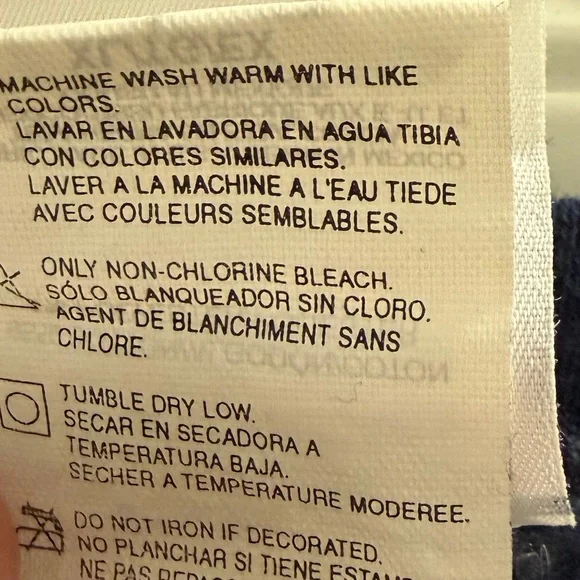 MACHINE WASH WARM WITH LIKE
COLORS.
LAVAR EN LAVADORA EN AGUA TIBIA
CON COLORES SIMILARES.
LAVER A LA MACHINE A L'EAU TIEDE
AVEC COULEURS SEMBLABLES.
ONLY NON-CHLORINE BLEACH.
SÓLO BLANQUEADOR SIN CLORO.
AGENT DE BLANCHIMENT SANS
CHLORE.
TUMBLE DRY LOW.
SECAR EN SECADORA A
TEMPERATURA BAJA.
SECHER A TEMPERATURE MODEREE.
DO NOT IRON IF DECORATED.
NO PLANCHAR SI TIENE
NE PAS